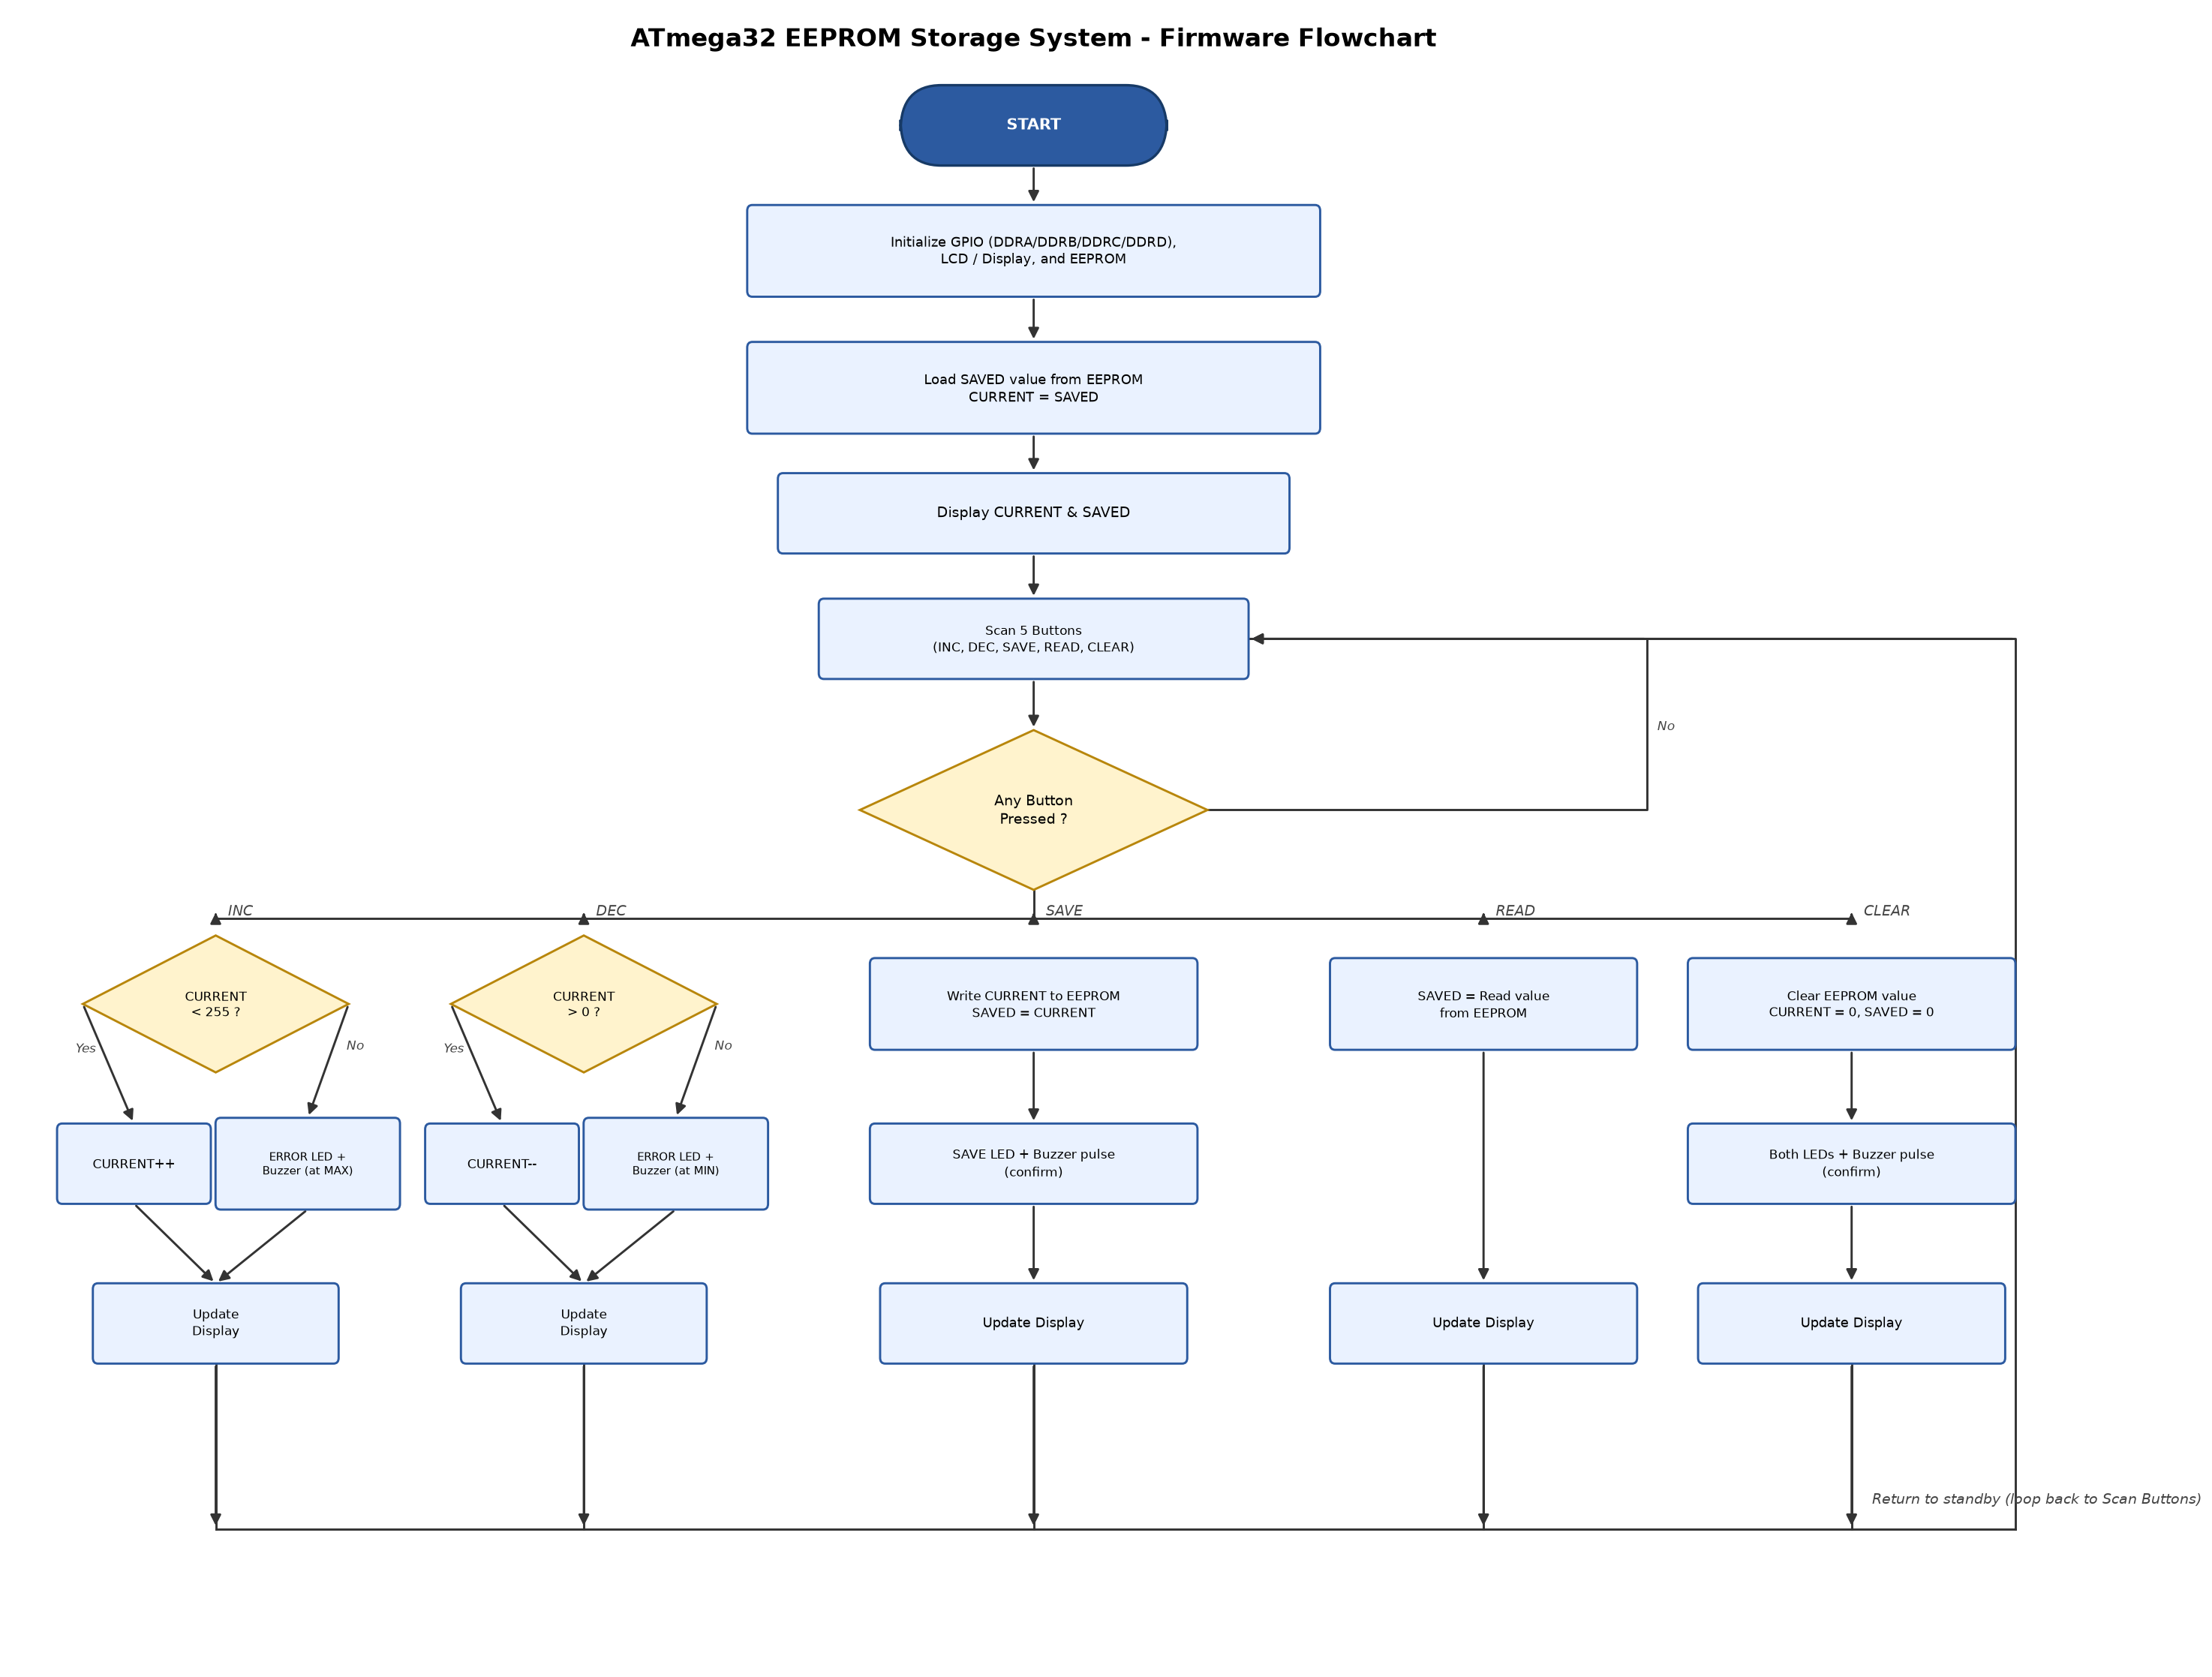 ATmega32 EEPROM Storage System - Firmware Flowchart
START
Initialize GPIO (DDRA/DDRB/DDRC/DDRD),
LCD / Display, and EEPROM
Load SAVED value from EEPROM
CURRENT = SAVED
Display CURRENT & SAVED
Scan 5 Buttons
(INC, DEC, SAVE, READ, CLEAR)
No
Any Button
Pressed ?
INC
DEC
SAVE
READ
CLEAR
CURRENT
< 255 ?
Yes
No
CURRENT
> 0 ?
Yes
No
Write CURRENT to EEPROM
SAVED = CURRENT
SAVED = Read value
from EEPROM
Clear EEPROM value
CURRENT = 0, SAVED = 0
CURRENT++
ERROR LED +
Buzzer (at MAX)
CURRENT--
ERROR LED +
Buzzer (at MIN)
SAVE LED + Buzzer pulse
(confirm)
Both LEDs + Buzzer pulse
(confirm)
Update
Display
Update
Display
Update Display
Update Display
Update Display
Return to standby (loop back to Scan Buttons)